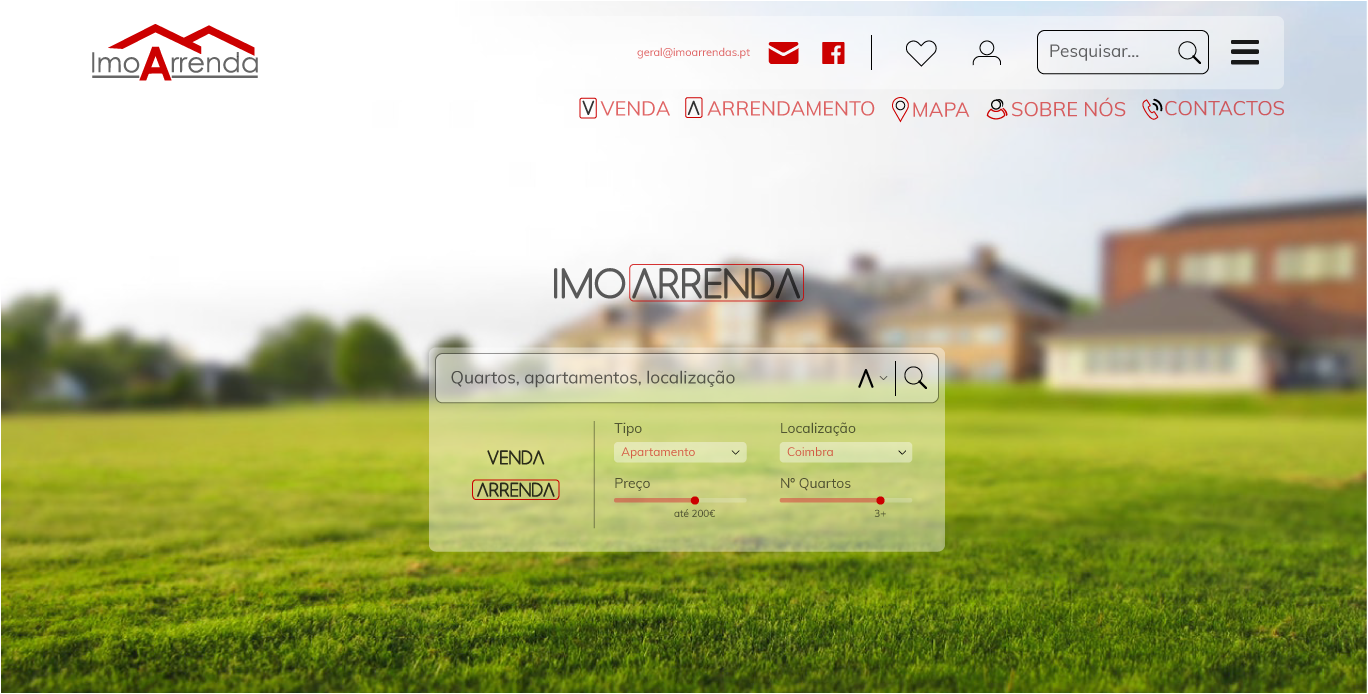 ImoArrenda
geral@imoarrendas.pt
Pesquisar...
V VENDA Λ ARRENDAMENTO MAPA SOBRE NÓS CONTACTOS
IMOARRENDA
Quartos, apartamentos, localização Λ
VENDA
ARRENDA
Tipo
Apartamento
Localização
Coimbra
Preço
até 200€
Nº Quartos
3+